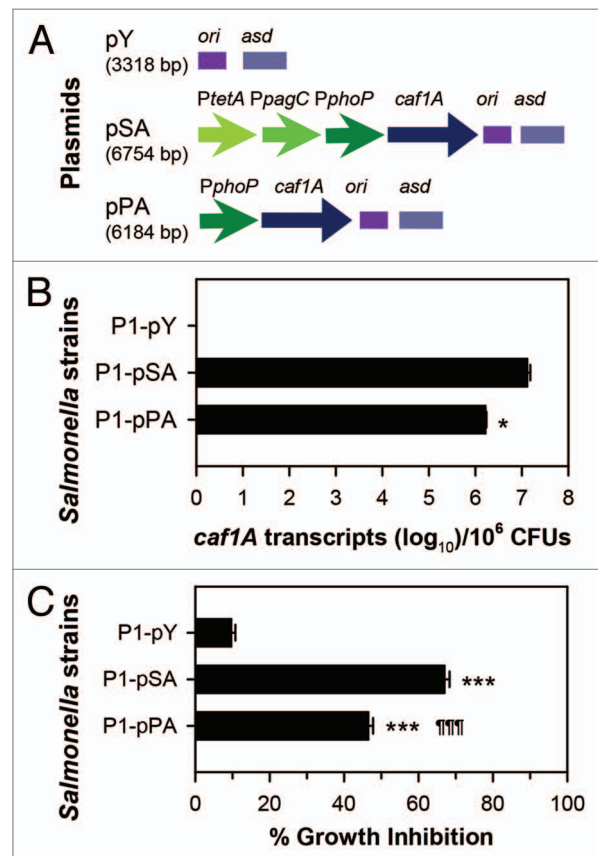 A
Plasmids
pY
(3318 bp)
ori asd
pSA
(6754 bp)
PtetA PpagC PphoP caf1A ori asd
pPA
(6184 bp)
PphoP caf1A ori asd
B
Salmonella strains
P1-pY
P1-pSA
P1-pPA
*
0 1 2 3 4 5 6 7 8
caf1A transcripts (log10)/10^6 CFUs
C
Salmonella strains
P1-pY
P1-pSA
***
P1-pPA
*** ¶¶¶
0 20 40 60 80 100
% Growth Inhibition